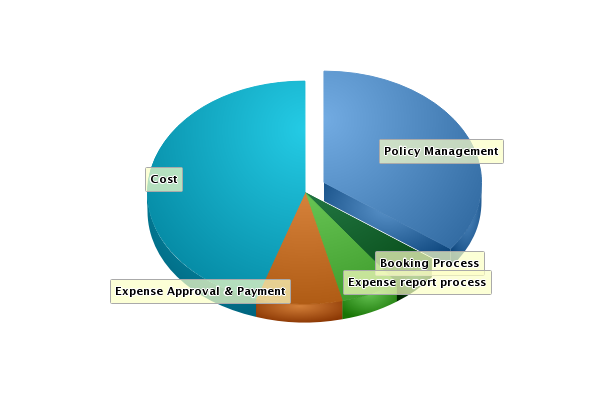 Policy Management
Cost
Booking Process
Expense report process
Expense Approval & Payment